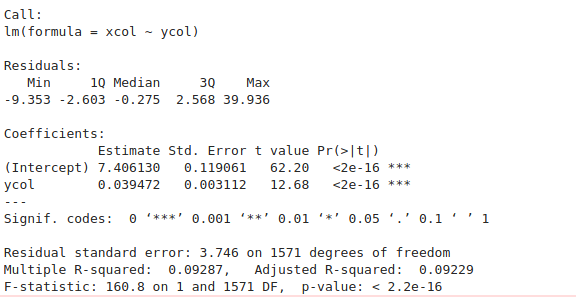 Call:
lm(formula = xcol ~ ycol)
Residuals:
   Min     1Q Median     3Q    Max
-9.353 -2.603 -0.275  2.568 39.936
Coefficients:
            Estimate Std. Error t value Pr(>|t|)
(Intercept) 7.406130   0.119061   62.20   <2e-16 ***
ycol        0.039472   0.003112   12.68   <2e-16 ***
---
Signif. codes:  0 ‘***’ 0.001 ‘**’ 0.01 ‘*’ 0.05 ‘.’ 0.1 ‘ ’ 1
Residual standard error: 3.746 on 1571 degrees of freedom
Multiple R-squared:  0.09287,   Adjusted R-squared:  0.09229
F-statistic: 160.8 on 1 and 1571 DF,  p-value: < 2.2e-16